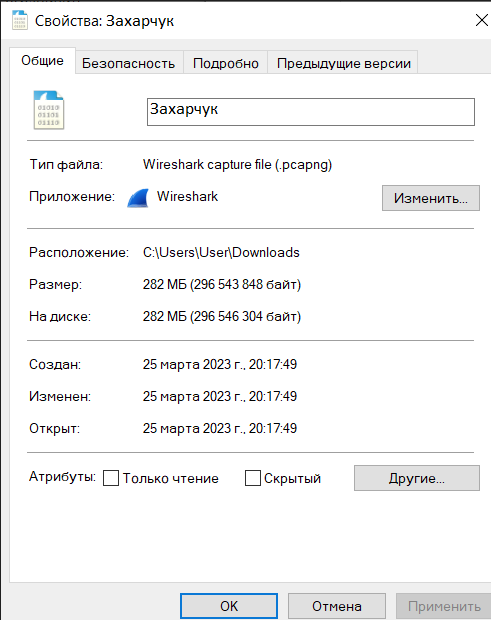 Свойства: Захарчук
Общие Безопасность Подробно Предыдущие версии
Захарчук
Тип файла: Wireshark capture file (.pcapng)
Приложение: Wireshark Изменить...
Расположение: C:\Users\User\Downloads
Размер: 282 МБ (296 543 848 байт)
На диске: 282 МБ (296 546 304 байт)
Создан: 25 марта 2023 г., 20:17:49
Изменен: 25 марта 2023 г., 20:17:49
Открыт: 25 марта 2023 г., 20:17:49
Атрибуты: Только чтение Скрытый Другие...
OK Отмена Применить